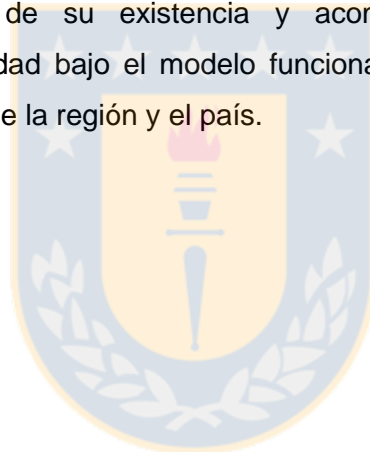 de su existencia y acor
dad bajo el modelo funciona
e la región y el país.